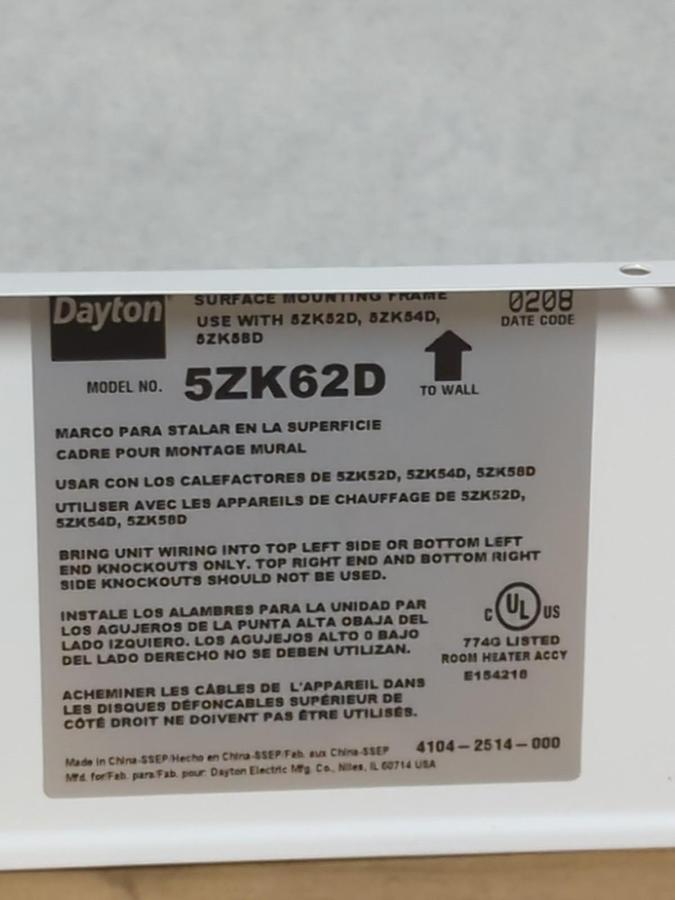 Dayton
SURFACE MOUNTING FRAME
USE WITH 5ZK52D, 5ZK54D,
5ZK58D
0208
DATE CODE
MODEL NO. 5ZK62D
TO WALL
MARCO PARA STALAR EN LA SUPERFICIE
CADRE POUR MONTAGE MURAL
USAR CON LOS CALEFACTORES DE 5ZK52D, 5ZK54D, 5ZK58D
UTILISER AVEC LES APPAREILS DE CHAUFFAGE DE 5ZK52D,
5ZK54D, 5ZK58D
BRING UNIT WIRING INTO TOP LEFT SIDE OR BOTTOM LEFT
END KNOCKOUTS ONLY. TOP RIGHT END AND BOTTOM RIGHT
SIDE KNOCKOUTS SHOULD NOT BE USED.
INSTALE LOS ALAMBRES PARA LA UNIDAD PAR
LOS AGUJEROS DE LA PUNTA ALTA OBAJA DEL
LADO IZQUIERO. LOS AGUJEJOS ALTO 0 BAJO
DEL LADO DERECHO NO SE DEBEN UTILIZAN.
C UL US
774G LISTED
ROOM HEATER ACCY
E154218
ACHEMINER LES CÂBLES DE L'APPAREIL DANS
LES DISQUES DÉFONCABLES SUPÉRIEUR DE
CÔTÉ DROIT NE DOIVENT PAS ÊTRE UTILISÉS.
Made in China-SSEP/Hecho en China-SSEP/Fab. aux China-SSEP
4104-2514-000
Mfd. for/Fab. para/Fab. pour: Dayton Electric Mfg. Co., Niles, IL 60714 USA